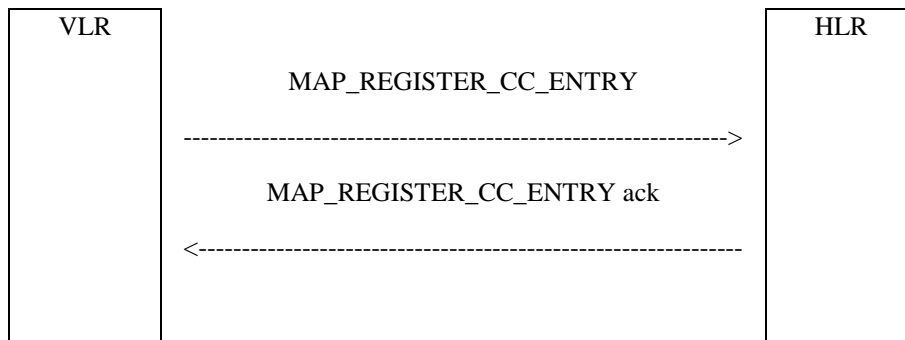 VLR
HLR
MAP_REGISTER_CC_ENTRY
MAP_REGISTER_CC_ENTRY ack